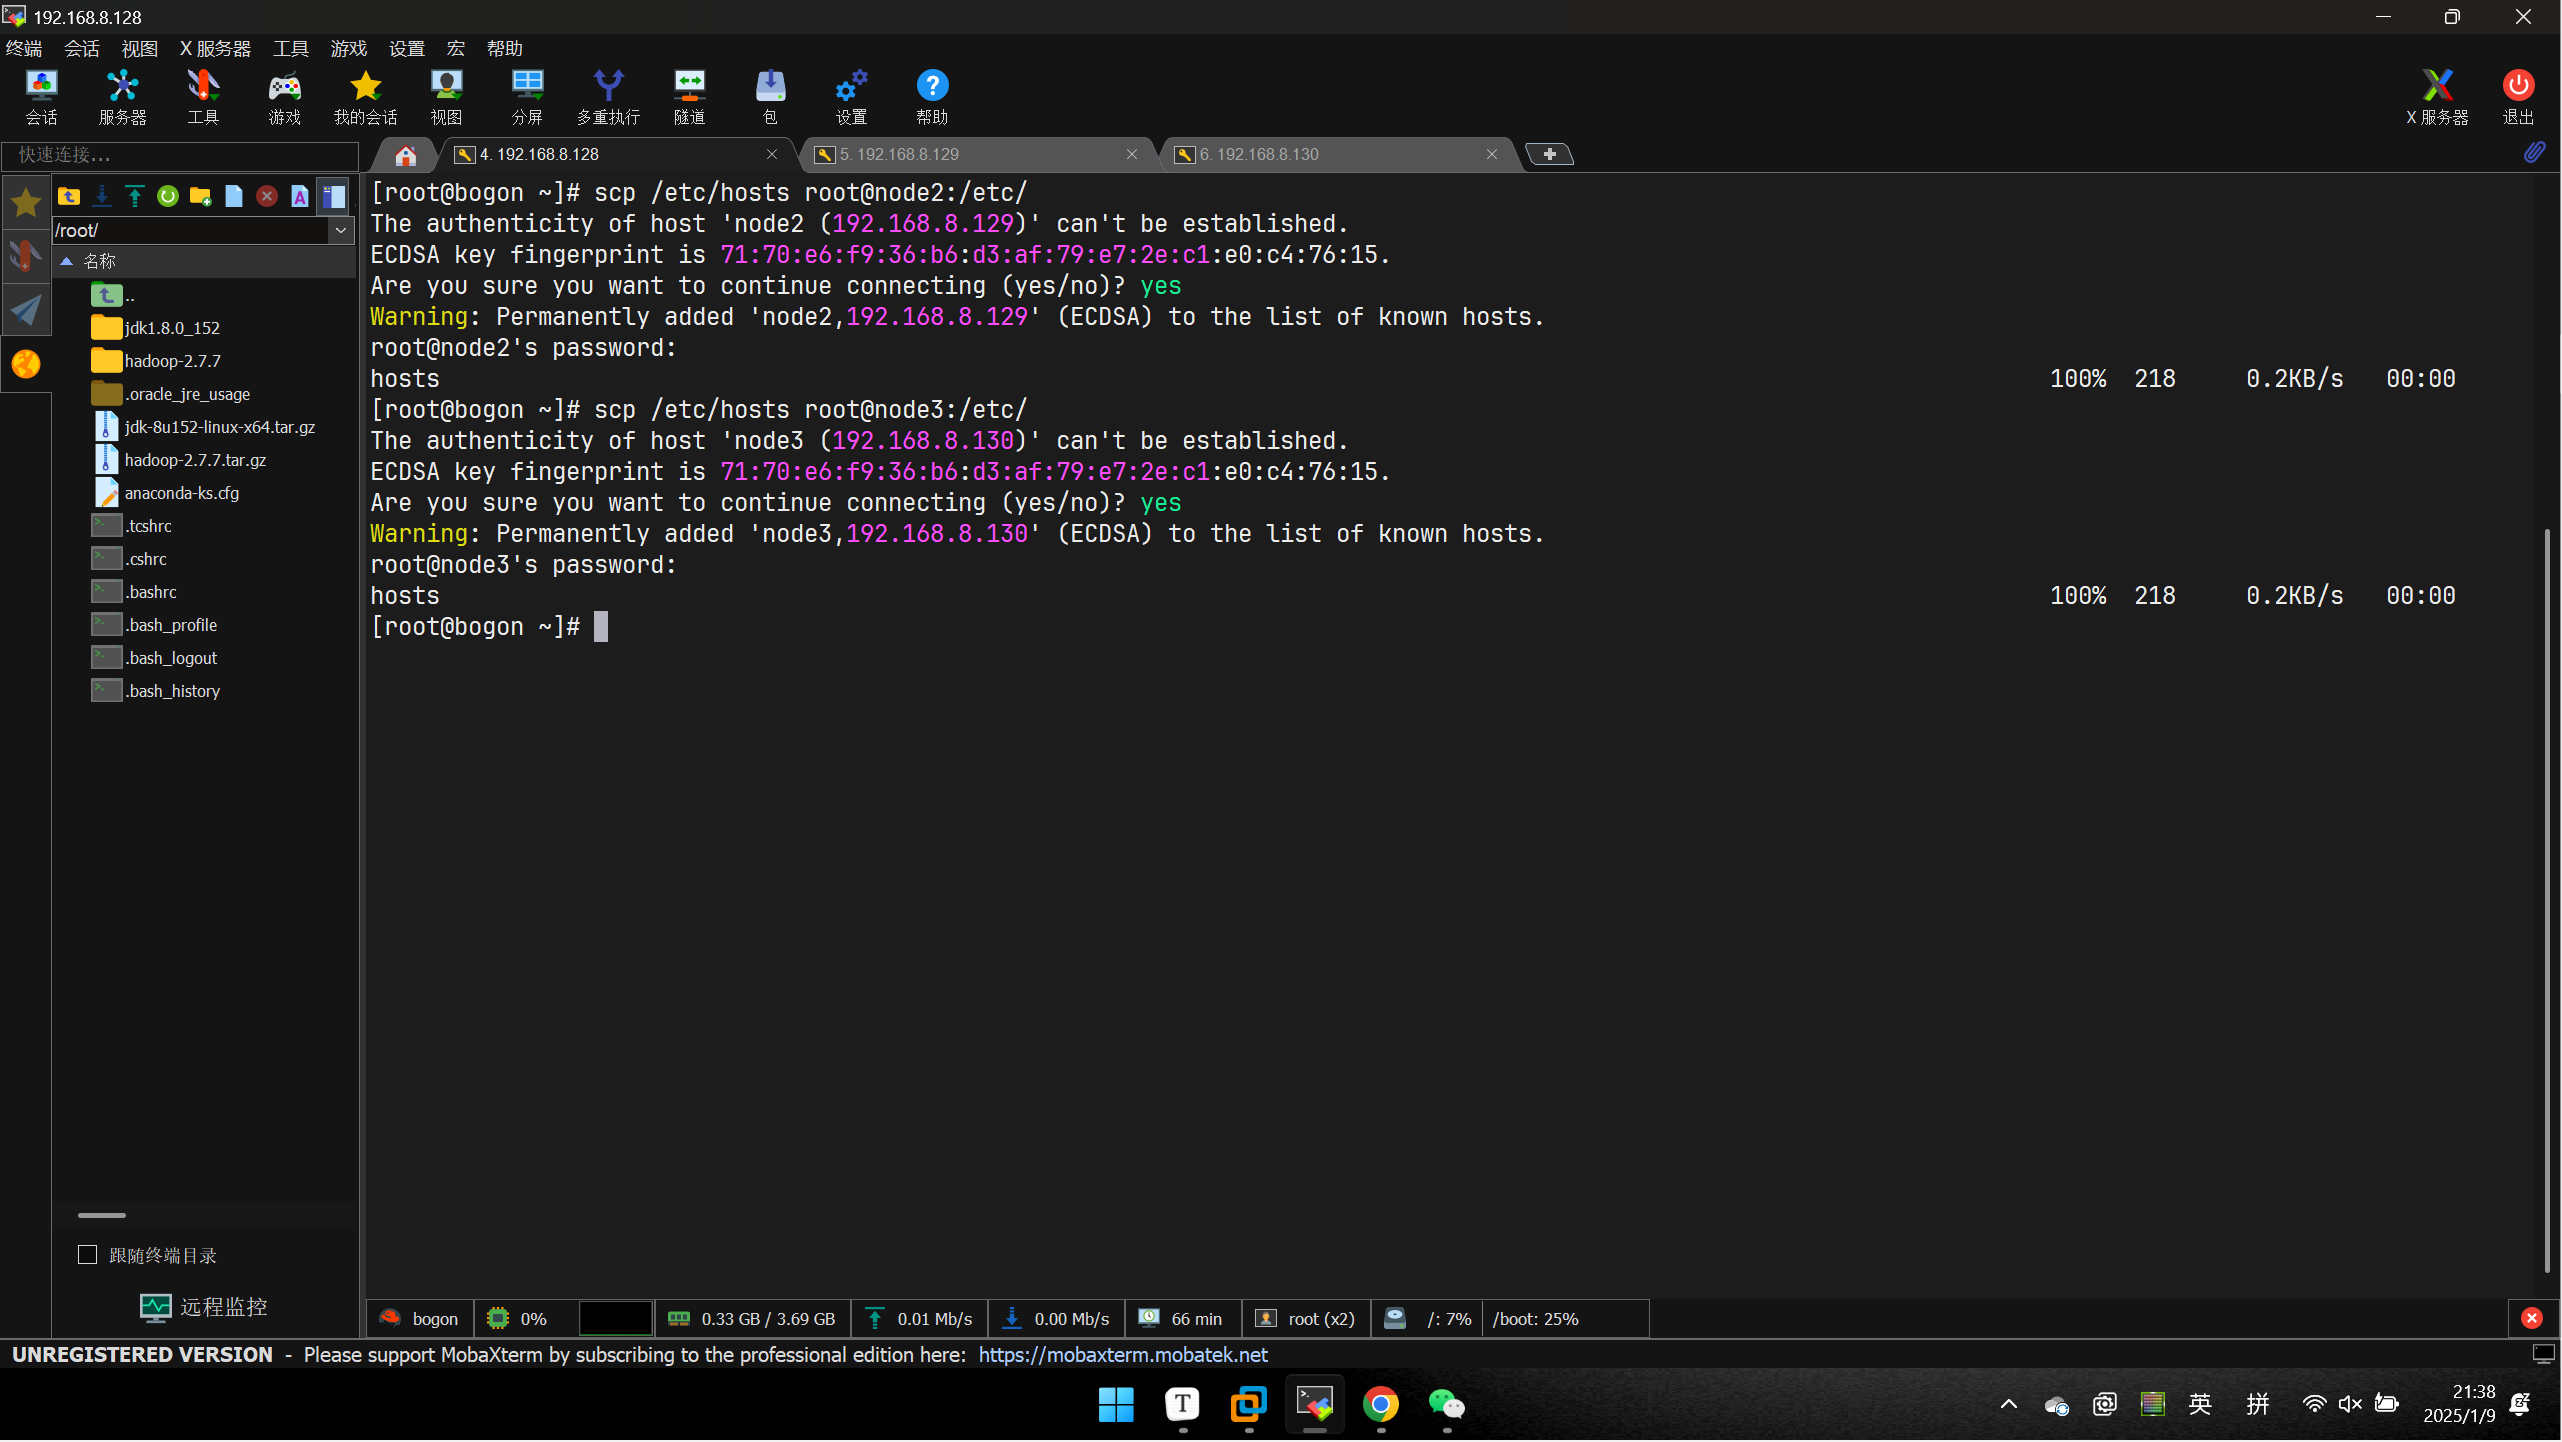 192.168.8.128
终端 会话 视图 X 服务器 工具 游戏 设置 宏 帮助
会话 服务器 工具 游戏 我的会话 视图 分屏 多重执行 隧道 包 设置 帮助 X 服务器 退出
快速连接... 4. 192.168.8.128 5. 192.168.8.129 6. 192.168.8.130
/root/
名称
..
jdk1.8.0_152
hadoop-2.7.7
.oracle_jre_usage
jdk-8u152-linux-x64.tar.gz
hadoop-2.7.7.tar.gz
anaconda-ks.cfg
.tcshrc
.cshrc
.bashrc
.bash_profile
.bash_logout
.bash_history
跟随终端目录
远程监控
[root@bogon ~]# scp /etc/hosts root@node2:/etc/
The authenticity of host 'node2 (192.168.8.129)' can't be established.
ECDSA key fingerprint is 71:70:e6:f9:36:b6:d3:af:79:e7:2e:c1:e0:c4:76:15.
Are you sure you want to continue connecting (yes/no)? yes
Warning: Permanently added 'node2,192.168.8.129' (ECDSA) to the list of known hosts.
root@node2's password:
hosts 100% 218 0.2KB/s 00:00
[root@bogon ~]# scp /etc/hosts root@node3:/etc/
The authenticity of host 'node3 (192.168.8.130)' can't be established.
ECDSA key fingerprint is 71:70:e6:f9:36:b6:d3:af:79:e7:2e:c1:e0:c4:76:15.
Are you sure you want to continue connecting (yes/no)? yes
Warning: Permanently added 'node3,192.168.8.130' (ECDSA) to the list of known hosts.
root@node3's password:
hosts 100% 218 0.2KB/s 00:00
[root@bogon ~]#
bogon 0% 0.33 GB / 3.69 GB 0.01 Mb/s 0.00 Mb/s 66 min root (x2) /: 7% /boot: 25%
UNREGISTERED VERSION - Please support MobaXterm by subscribing to the professional edition here: https://mobaxterm.mobatek.net
英 拼 21:38
2025/1/9